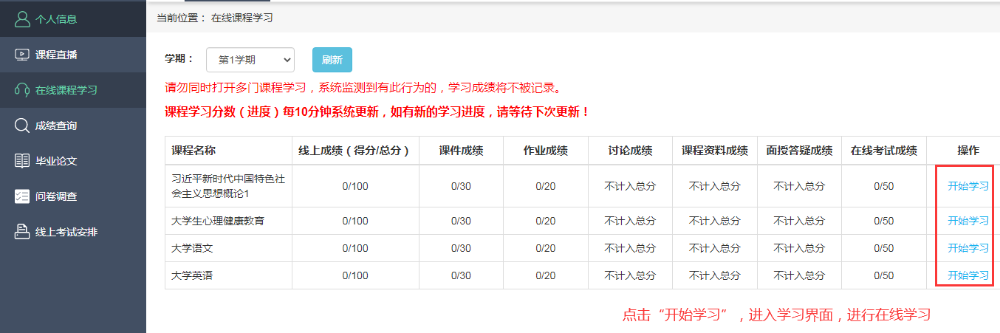 个人信息
课程直播
在线课程学习
成绩查询
毕业论文
问卷调查
线上考试安排
当前位置： 在线课程学习
学期： 第1学期 刷新
请勿同时打开多门课程学习，系统监测到有此行为的，学习成绩将不被记录。
课程学习分数（进度）每10分钟系统更新，如有新的学习进度，请等待下次更新！
课程名称 线上成绩（得分/总分） 课件成绩 作业成绩 讨论成绩 课程资料成绩 面授答疑成绩 在线考试成绩 操作
习近平新时代中国特色社
会主义思想概论1 0/100 0/30 0/20 不计入总分 不计入总分 不计入总分 0/50 开始学习
大学生心理健康教育 0/100 0/30 0/20 不计入总分 不计入总分 不计入总分 0/50 开始学习
大学语文 0/100 0/30 0/20 不计入总分 不计入总分 不计入总分 0/50 开始学习
大学英语 0/100 0/30 0/20 不计入总分 不计入总分 不计入总分 0/50 开始学习
点击“开始学习”，进入学习界面，进行在线学习